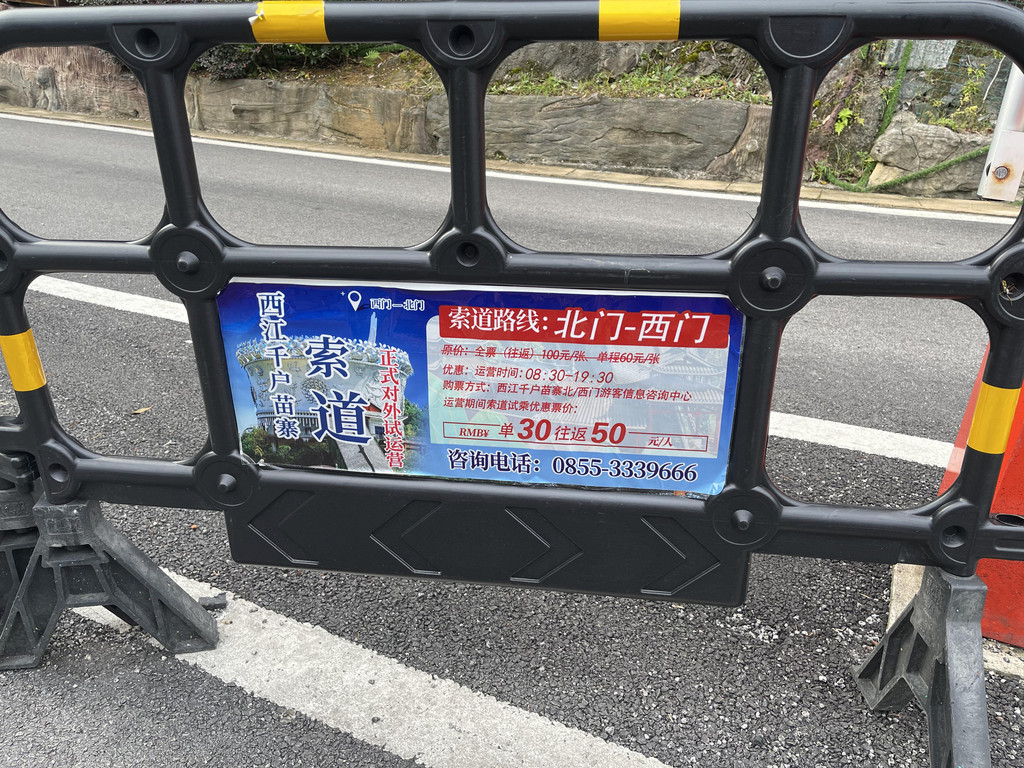 西江千户苗寨
西门—北门
索道
正式对外试运营
索道路线：北门-西门
原价：全票（往返）100元/张、单程60元/张
优惠：运营时间：08:30-19:30
购票方式：西江千户苗寨北/西门游客信息咨询中心
运营期间索道试乘优惠票价：
RMB¥ 单30往返50 元/人
咨询电话：0855-3339666